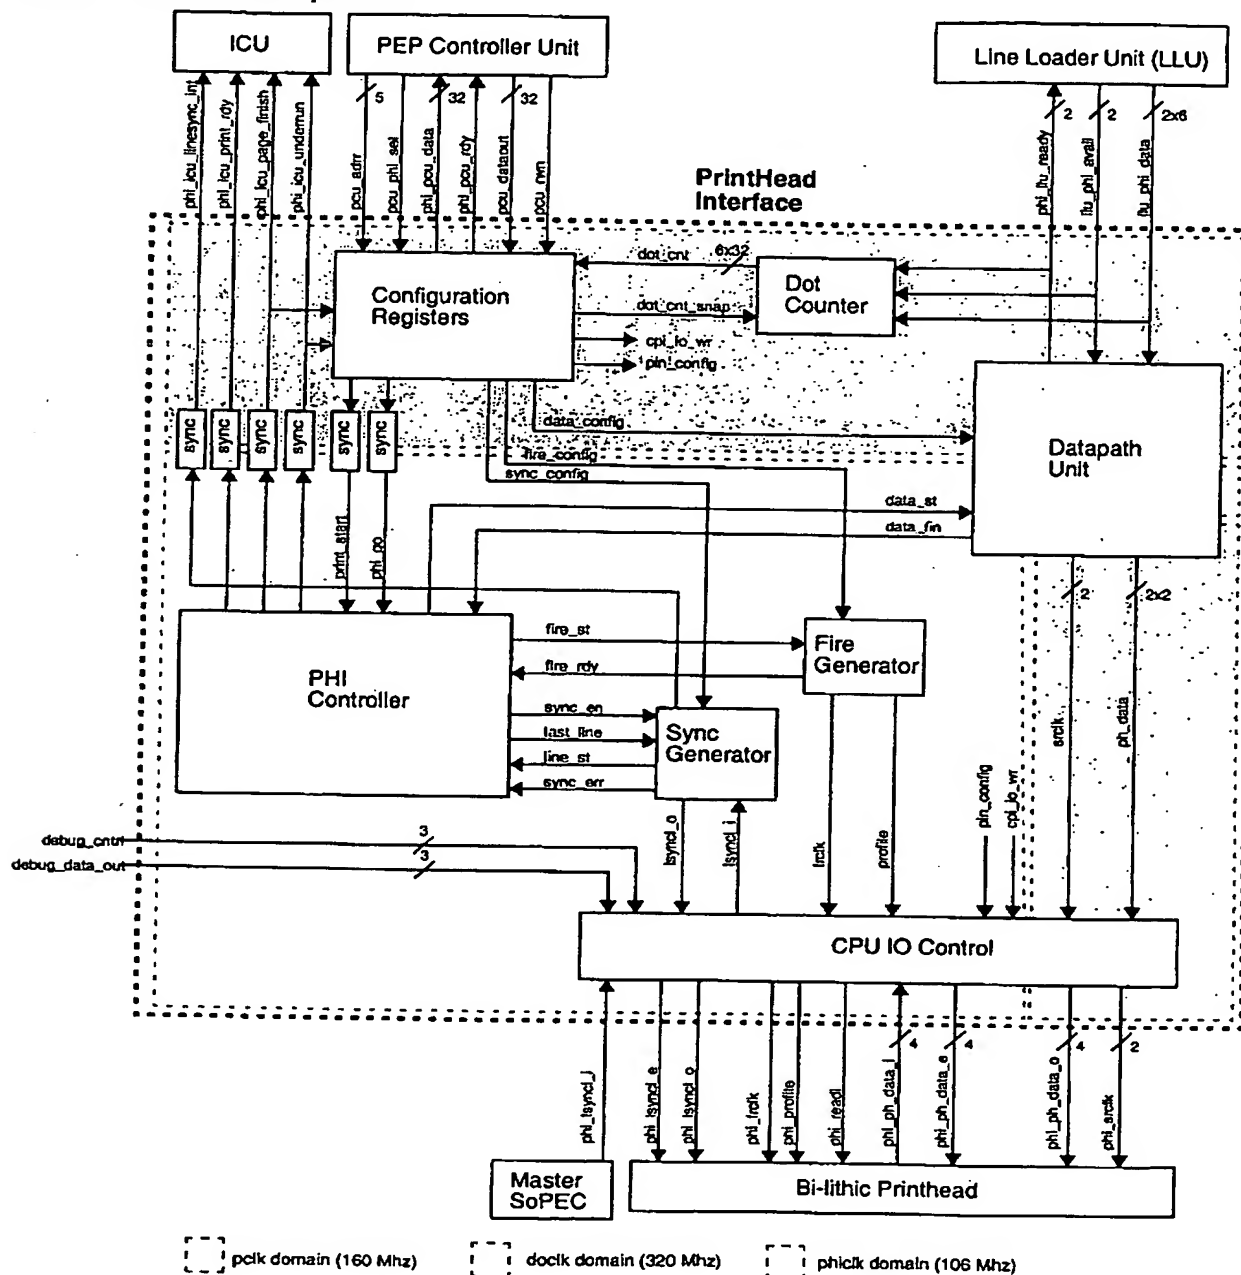 ICU
PEP Controller Unit
Line Loader Unit (LLU)
5
32
32
2
2
2x6
phi_icu_linesync_int
phi_icu_print_rdy
phi_icu_page_finish
phi_icu_underrun
pcu_adrr
pcu_phi_sel
phi_pcu_data
phi_pcu_rdy
pcu_dataout
pcu_rwn
phi_llu_ready
llu_phi_avail
llu_phi_data
PrintHead
Interface
Configuration
Registers
dot_cnt
6x32
dot_cnt_snap
cpi_io_wr
pin_config
Dot
Counter
sync
sync
sync
sync
sync
sync
data_config
fire_config
sync_config
Datapath
Unit
data_st
data_fin
print_start
phi_go
2
2x2
PHI
Controller
fire_st
fire_rdy
Fire
Generator
sync_en
last_line
line_st
sync_err
Sync
Generator
srclk
ph_data
debug_cntrl
3
debug_data_out
3
lsyncl_o
lsyncl_i
frclk
profile
pin_config
cpi_io_wr
CPU IO Control
phi_lsyncl_i
phi_lsyncl_e
phi_lsyncl_o
phi_frclk
phi_profile
phi_readl
phi_ph_data_i
4
phi_ph_data_e
4
phi_ph_data_o
4
phi_srclk
2
Master
SoPEC
Bi-lithic Printhead
pclk domain (160 Mhz)
doclk domain (320 Mhz)
phiclk domain (106 Mhz)